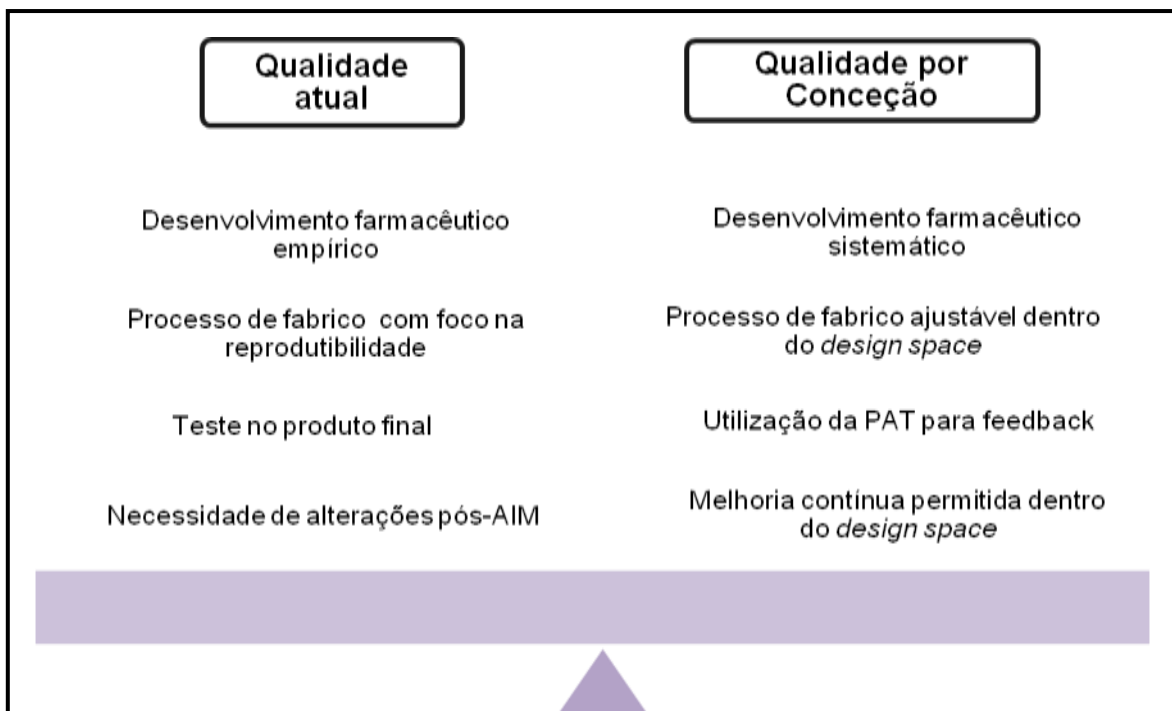 Qualidade
atual
Qualidade por
Conceção
Desenvolvimento farmacêutico
empírico
Desenvolvimento farmacêutico
sistemático
Processo de fabrico com foco na
reprodutibilidade
Processo de fabrico ajustável dentro
do design space
Teste no produto final
Utilização da PAT para feedback
Necessidade de alterações pós-AIM
Melhoria contínua permitida dentro
do design space